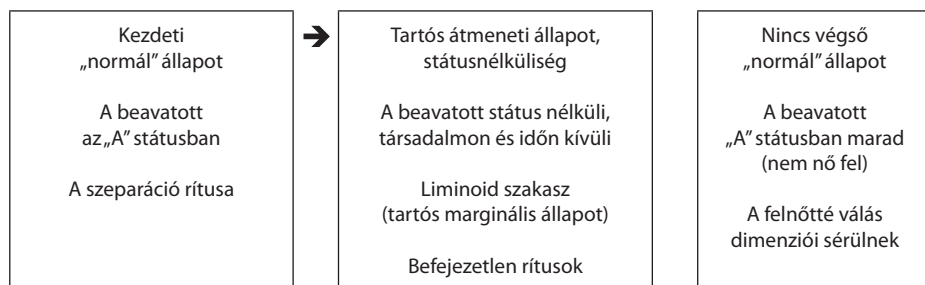 Kezdeti
„normál” állapot
A beavatott
az „A” státusban
A szeparáció rítusa
➔
Tartós átmeneti állapot,
státusnélküliség
A beavatott status nélküli,
társadalmon és időn kívüli
Liminoid szakasz
(tartós marginális állapot)
Befejezetlen rítusok
Nincs végső
„normál” állapot
A beavatott
„A” státusban marad
(nem nő fel)
A felnőtté válás
dimenziói sérülnek